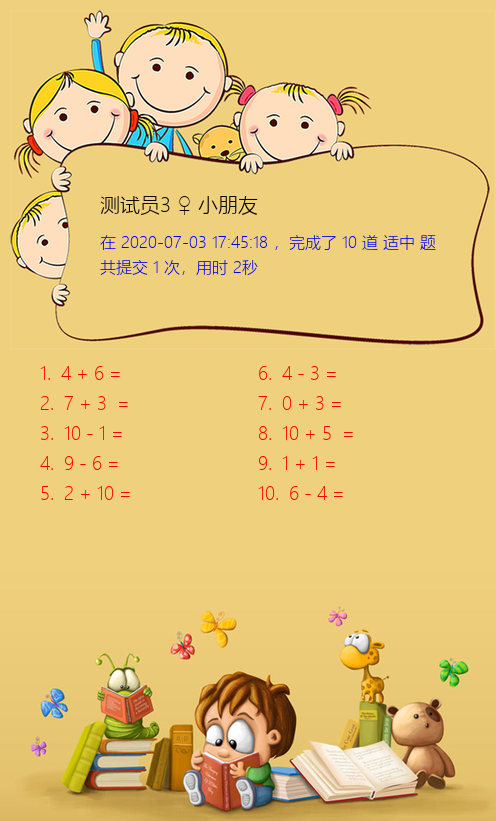 测试员3 ♀ 小朋友
在 2020-07-03 17:45:18 ，完成了 10 道 适中 题
共提交 1 次，用时 2秒
1. 4 + 6 =
2. 7 + 3 =
3. 10 - 1 =
4. 9 - 6 =
5. 2 + 10 =
6. 4 - 3 =
7. 0 + 3 =
8. 10 + 5 =
9. 1 + 1 =
10. 6 - 4 =